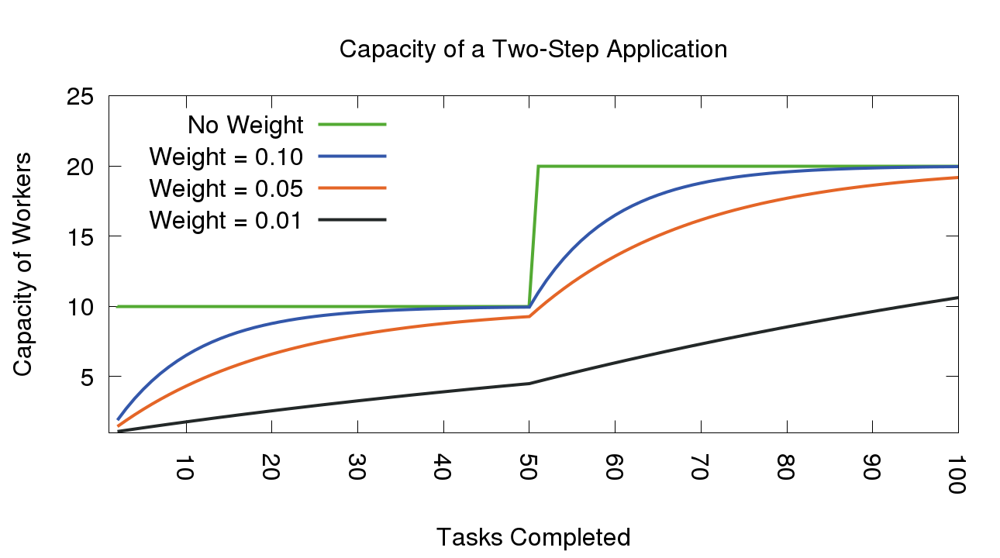 Capacity of a Two-Step Application
Capacity of Workers
25
20
15
10
5
No Weight
Weight = 0.10
Weight = 0.05
Weight = 0.01
10
20
30
40
50
60
70
80
90
100
Tasks Completed